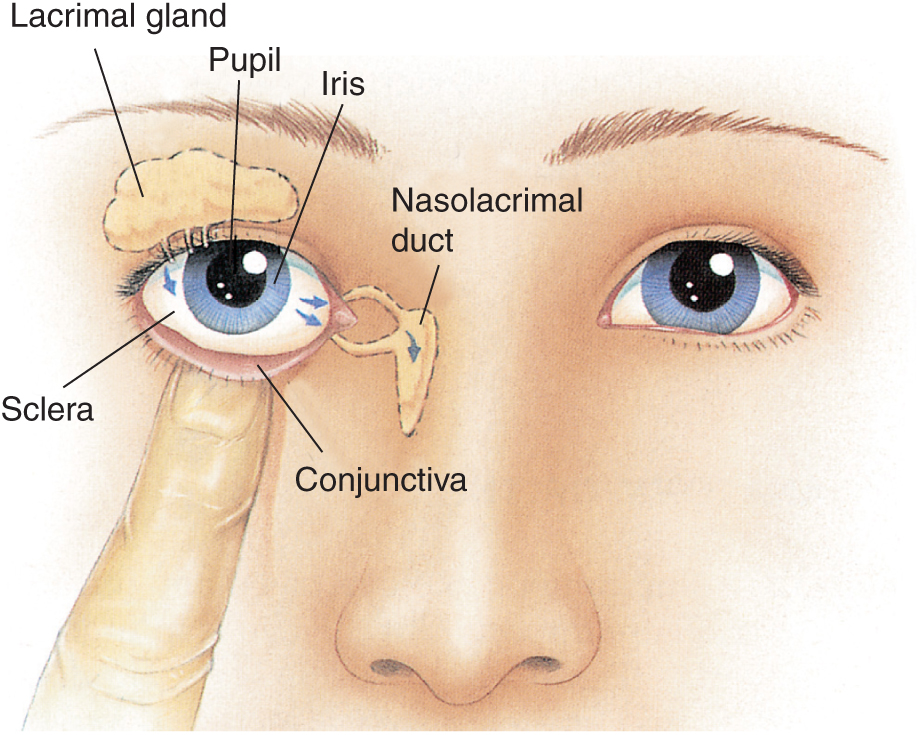 Lacrimal gland
Pupil
Iris
Nasolacrimal
duct
Sclera
Conjunctiva